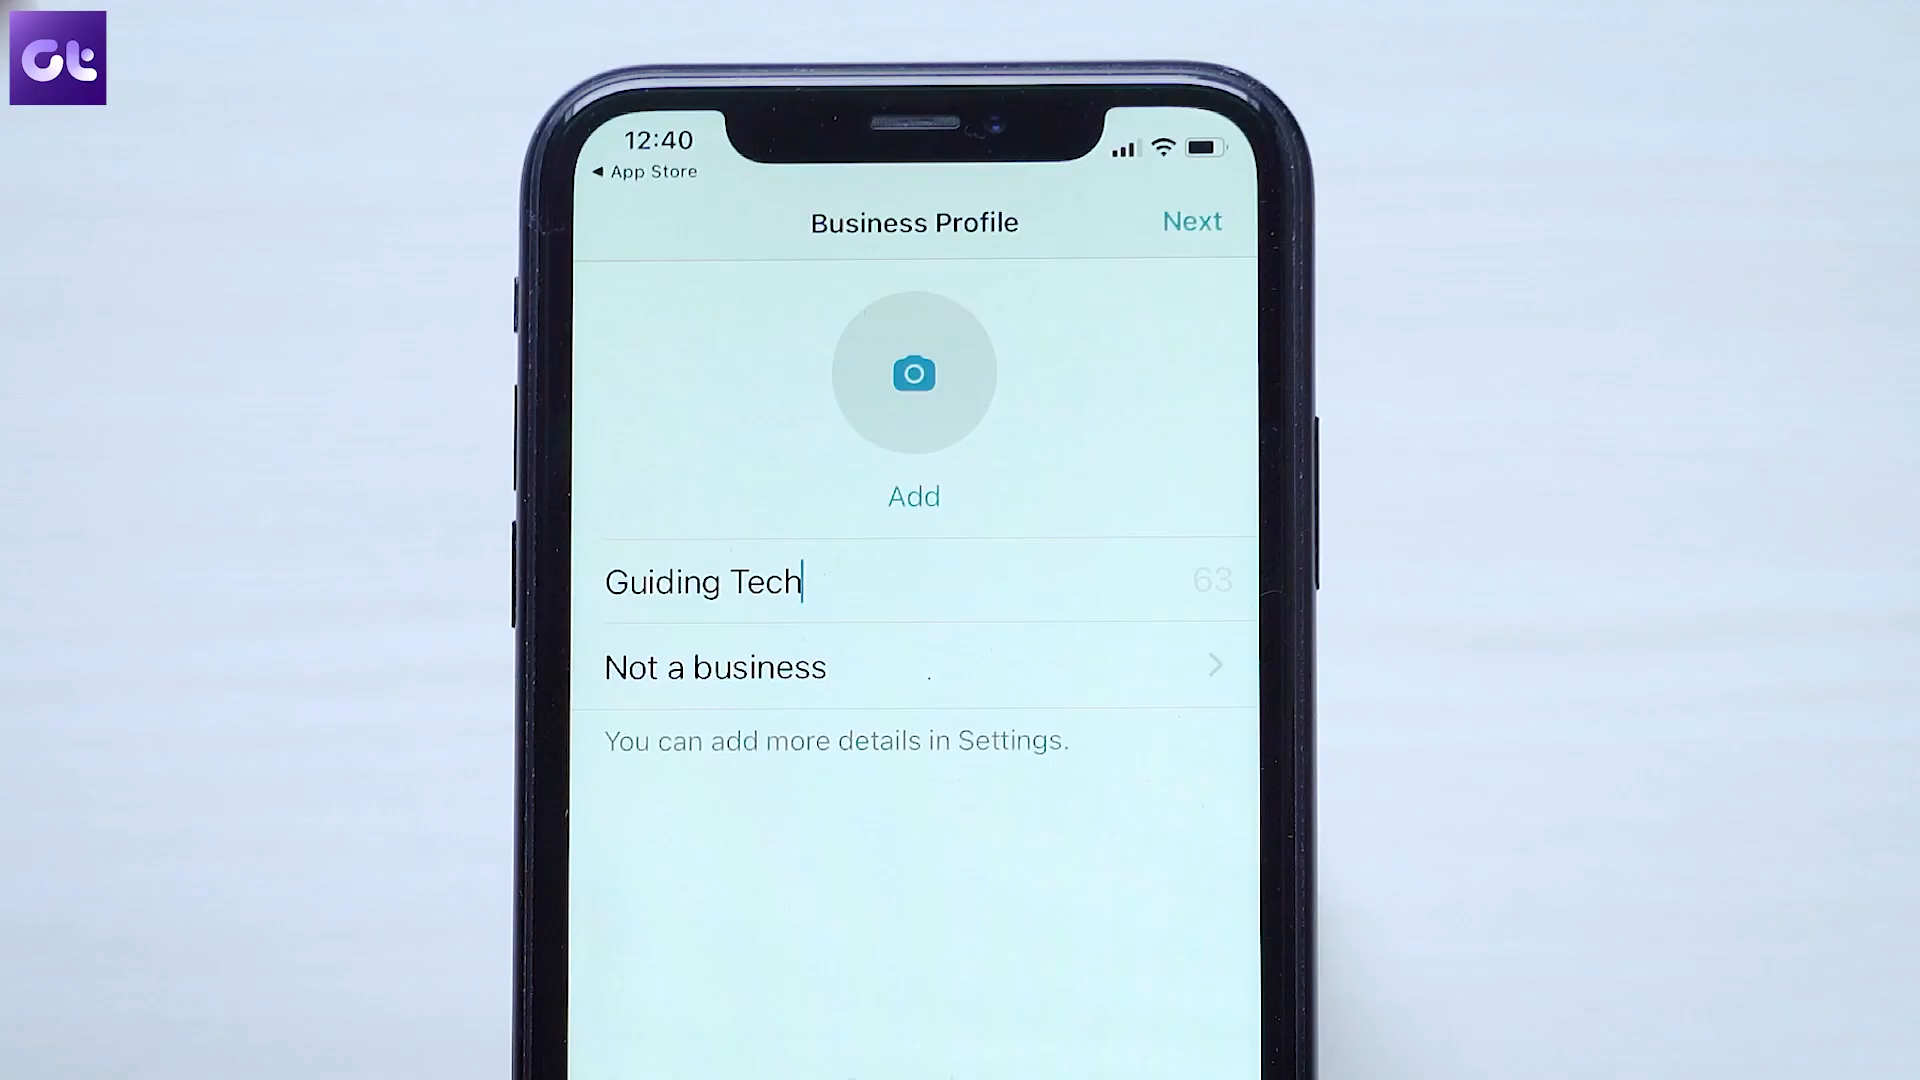 Gt
12:40
App Store
Business Profile
Next
Add
Guiding Tech
63
Not a business
You can add more details in Settings.